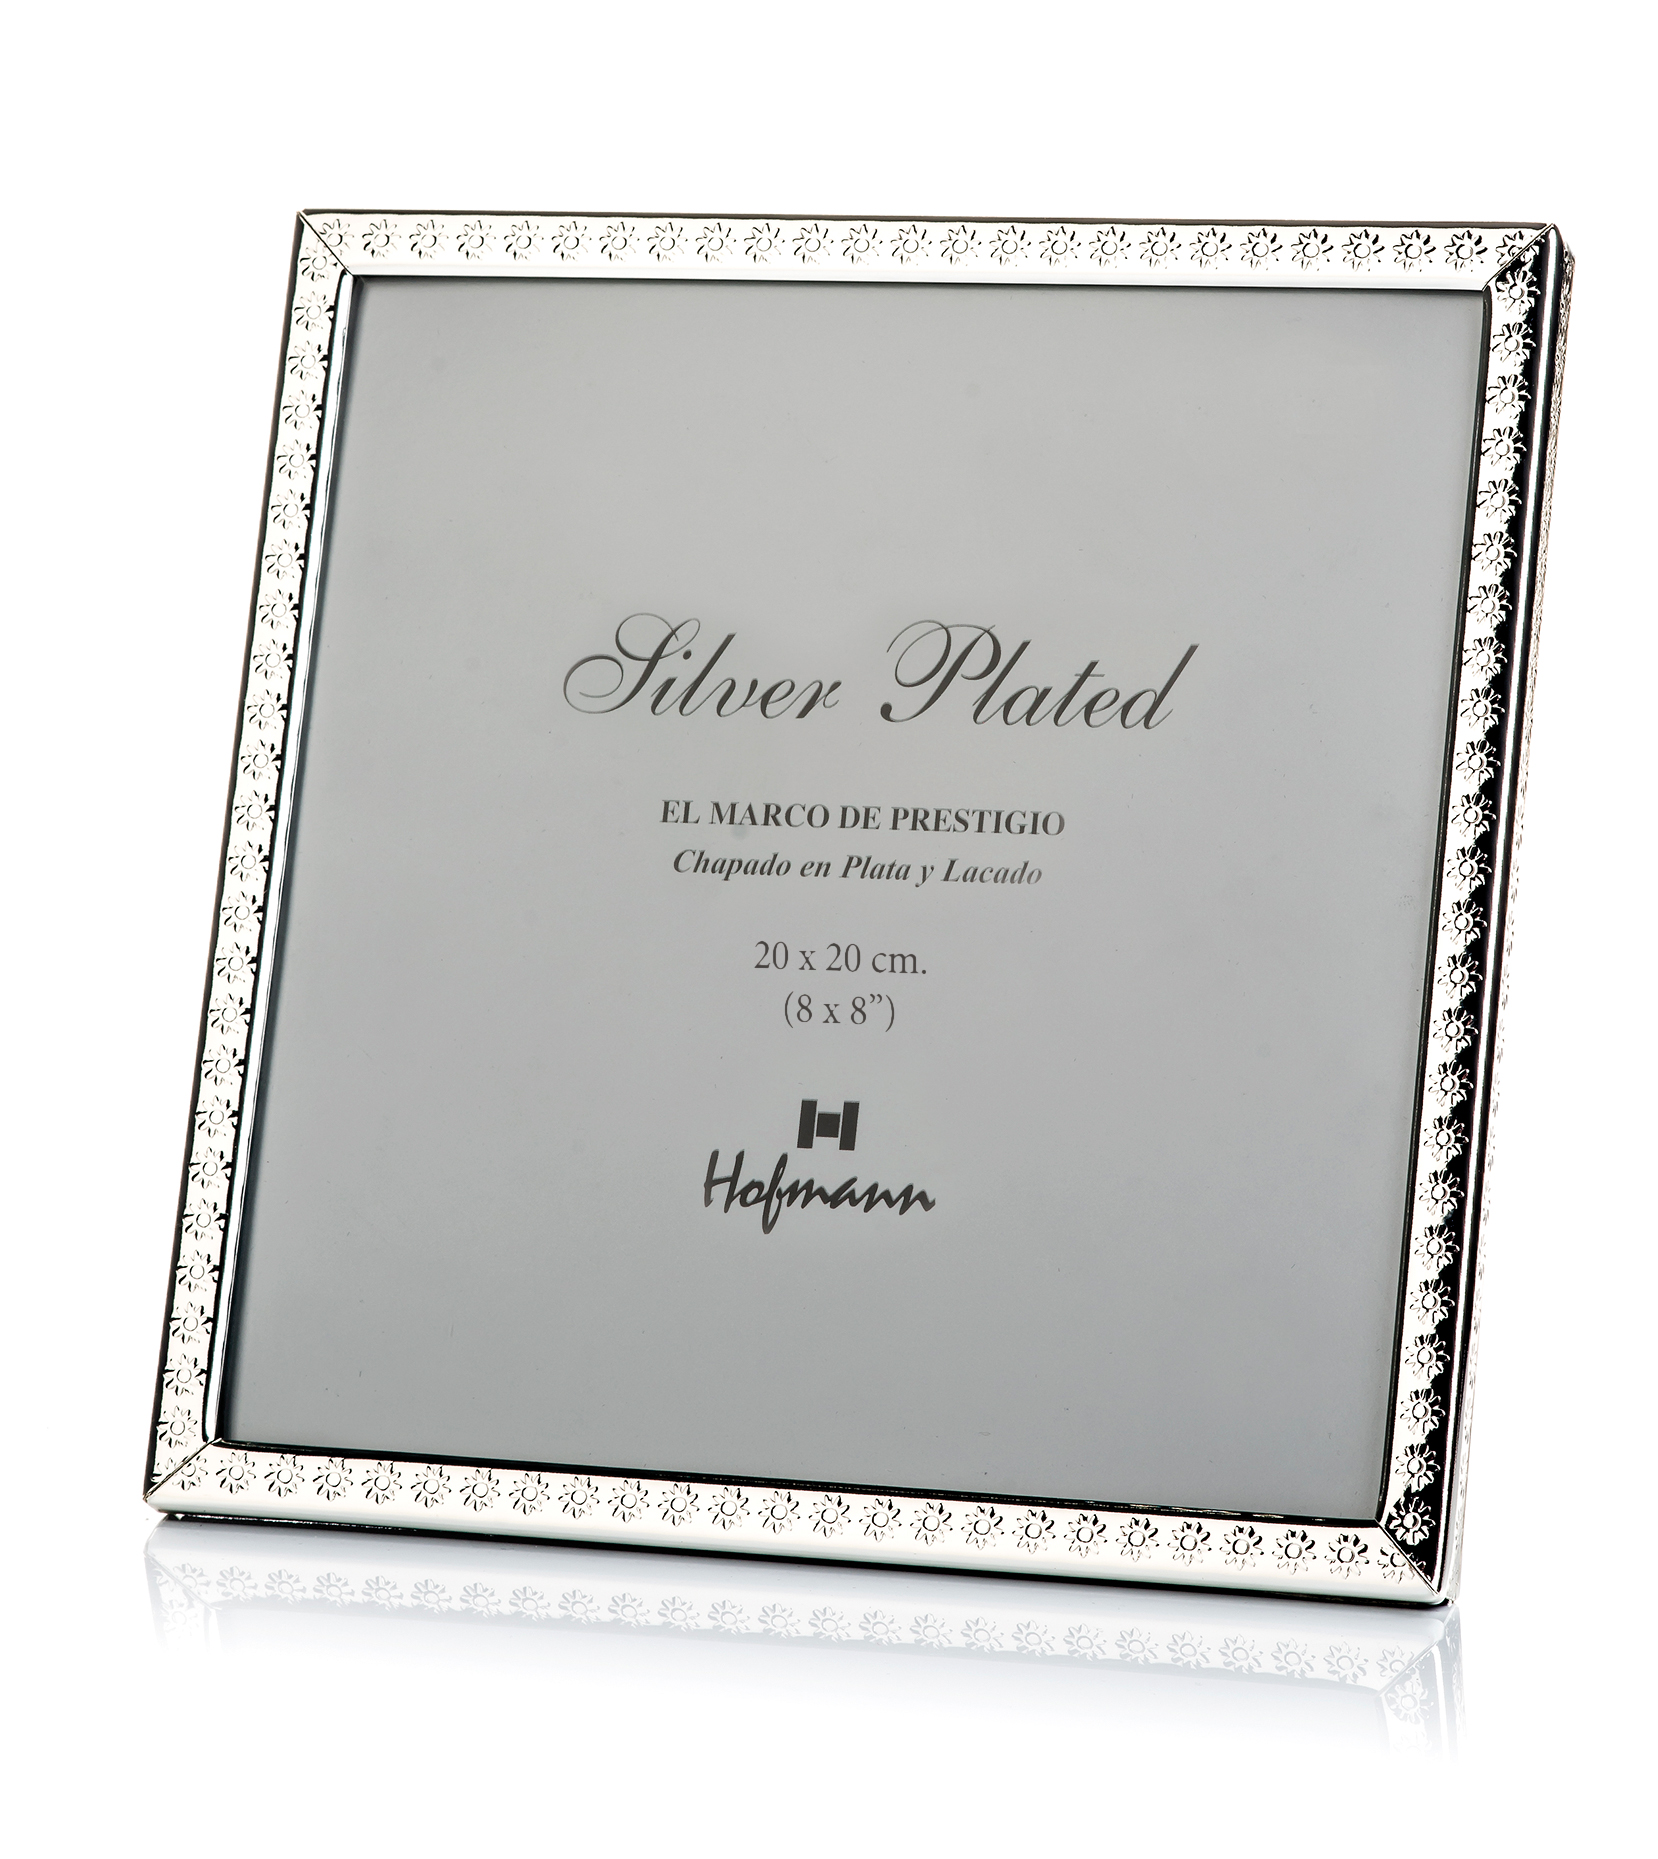 Silver Plated
EL MARCO DE PRESTIGIO
Chapado en Plata y Lacado
20 x 20 cm.
(8 x 8”)
H
Hofmann